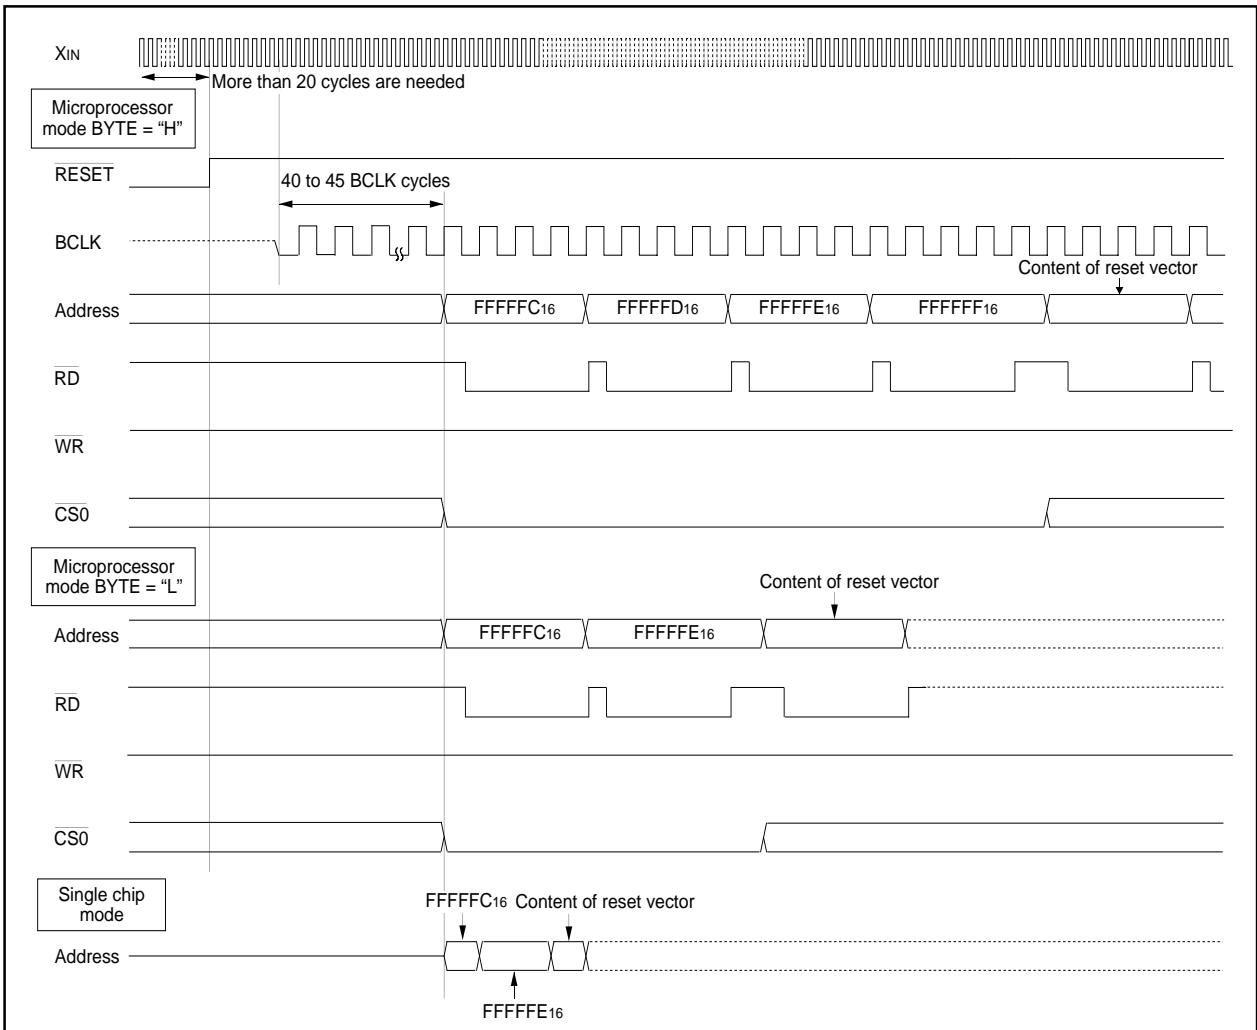 XIN
More than 20 cycles are needed
Microprocessor
mode BYTE = “H”
RESET
40 to 45 BCLK cycles
BCLK
Content of reset vector
Address
FFFFFC16
FFFFFD16
FFFFFE16
FFFFFF16
RD
WR
CS0
Microprocessor
mode BYTE = “L”
Content of reset vector
Address
FFFFFC16
FFFFFE16
RD
WR
CS0
Single chip
mode
FFFFFC16
Content of reset vector
Address
FFFFFE16